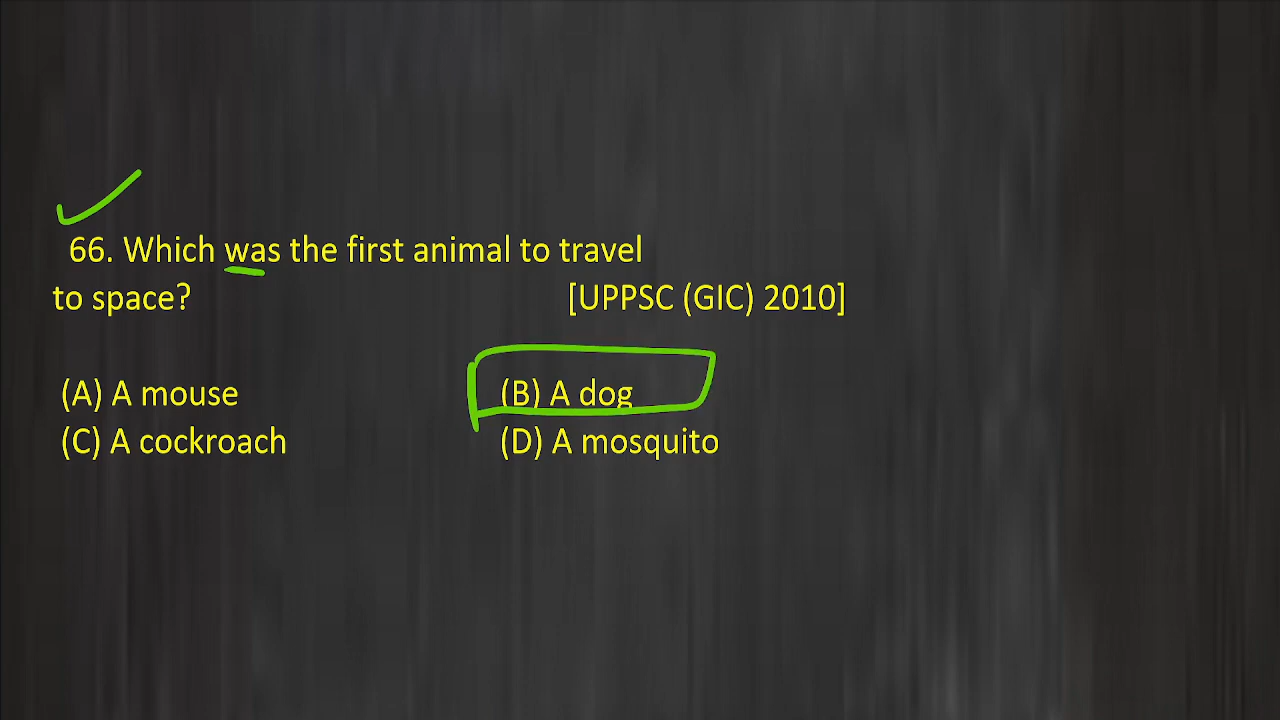 66. Which was the first animal to travel
to space? [UPPSC (GIC) 2010]
(A) A mouse (B) A dog
(C) A cockroach (D) A mosquito